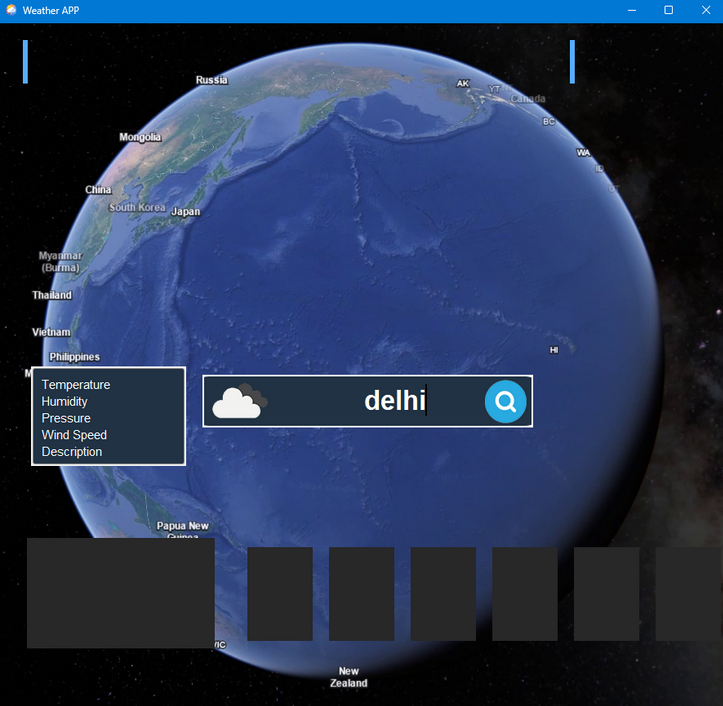 Weather APP
Russia
AK
YT
Canada
BC
Mongolia
WA
ID
UT
China
South Korea
Japan
Myanmar
(Burma)
Thailand
Vietnam
HI
Philippines
M
Temperature
Humidity
Pressure
Wind Speed
Description
delhi
Papua New
Guinea
VIC
New
Zealand